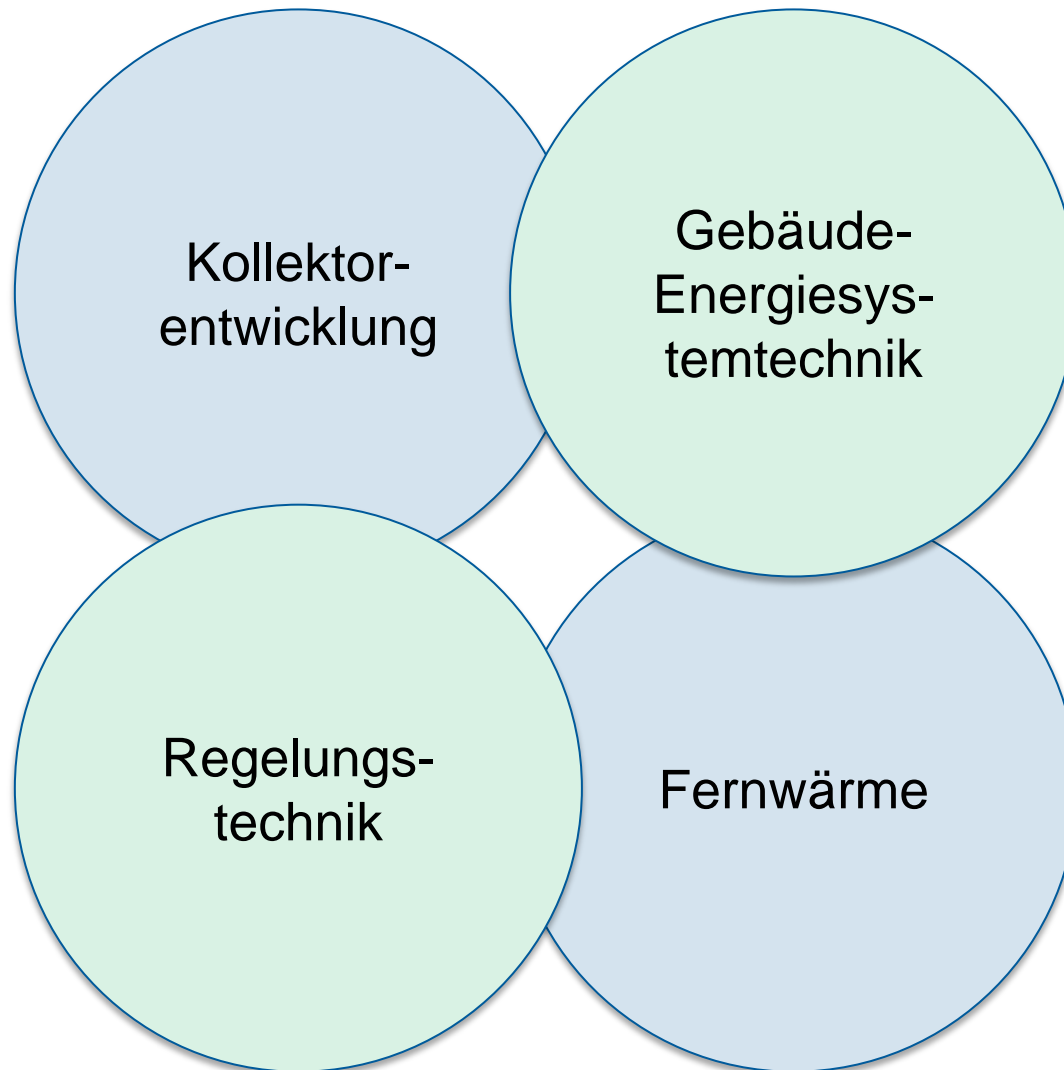 Kollektor-
entwicklung
Gebäude-
Energiesys-
temtechnik
Regelungs-
technik
Fernwärme